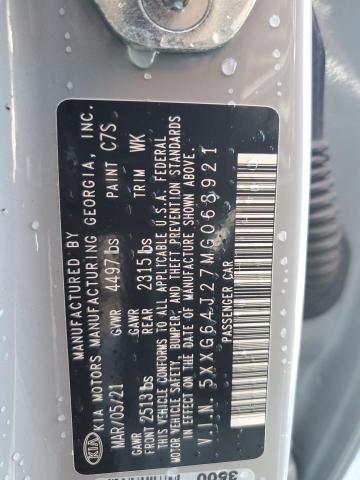 KIA
MANUFACTURED BY
KIA MOTORS MANUFACTURING GEORGIA, INC.
MAR/05/21 GVWR 4497 lbs PAINT C7S
GAWR FRONT 2513 lbs GAWR REAR 2315 lbs TRIM WK
THIS VEHICLE CONFORMS TO ALL APPLICABLE U.S.A. FEDERAL
MOTOR VEHICLE SAFETY, BUMPER, AND THEFT PREVENTION STANDARDS
IN EFFECT ON THE DATE OF MANUFACTURE SHOWN ABOVE.
V.I.N. 5XXG64J27MG068921
PASSENGER CAR
3500